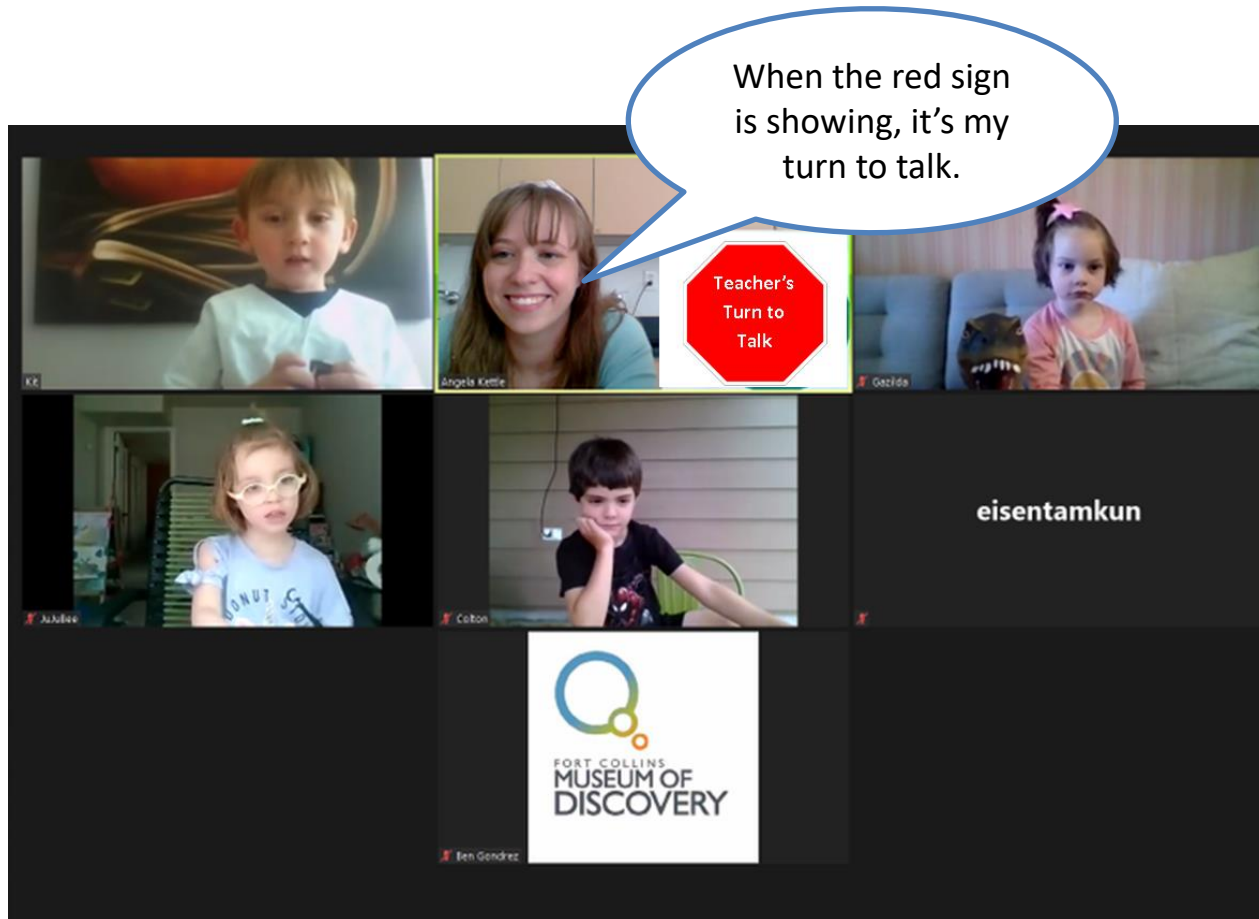 When the red sign
is showing, it’s my
turn to talk.
Teacher's
Turn to
Talk
Kit
Angela Kettle
Gazilda
DONUT
JuJuBee
Colton
eisentamkun
FORT COLLINS
MUSEUM OF
DISCOVERY
Ben Gondrez